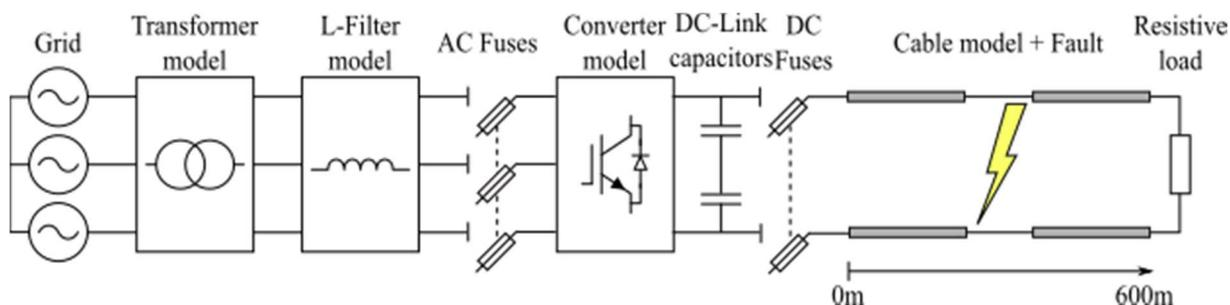 Grid
Transformer
model
L-Filter
model
AC Fuses
Converter
model
DC-Link
capacitors
DC
Fuses
Cable model + Fault
Resistive
load
0m
600m